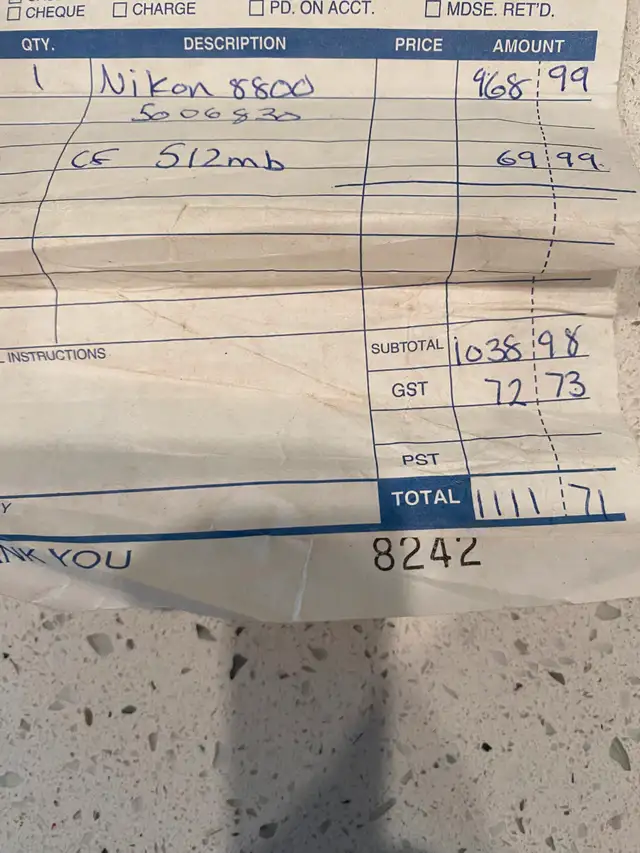 CHEQUE CHARGE PD. ON ACCT. MDSE. RET'D.
QTY. DESCRIPTION PRICE AMOUNT
1 Nikon 8800 968 99
5006830
CF 512mb 69 99
INSTRUCTIONS
SUBTOTAL 1038 98
GST 72 73
PST
TOTAL 1111 71
YOU
8242